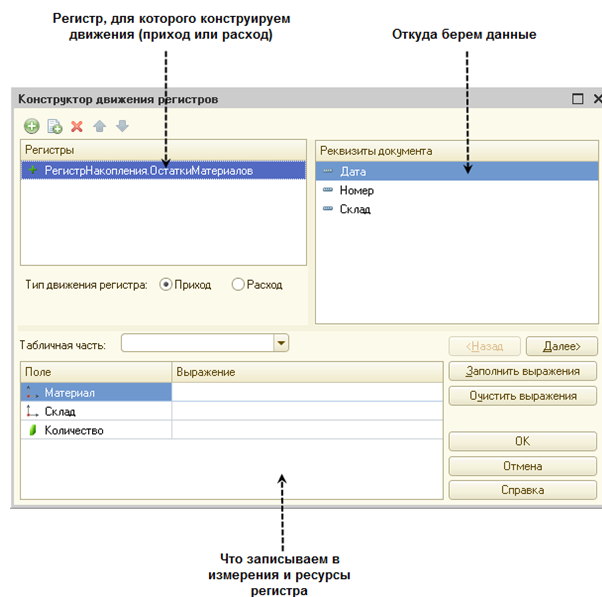 Регистр, для которого конструируем
движения (приход или расход)
Откуда берем данные
Конструктор движения регистров
Регистры
РегистрНакопления.ОстаткиМатериалов
Реквизиты документа
Дата
Номер
Склад
Тип движения регистра: Приход Расход
Табличная часть:
<Назад Далее>
Поле Выражение
Материал
Склад
Количество
Заполнить выражения
Очистить выражения
OK
Отмена
Справка
Что записываем в
измерения и ресурсы
регистра